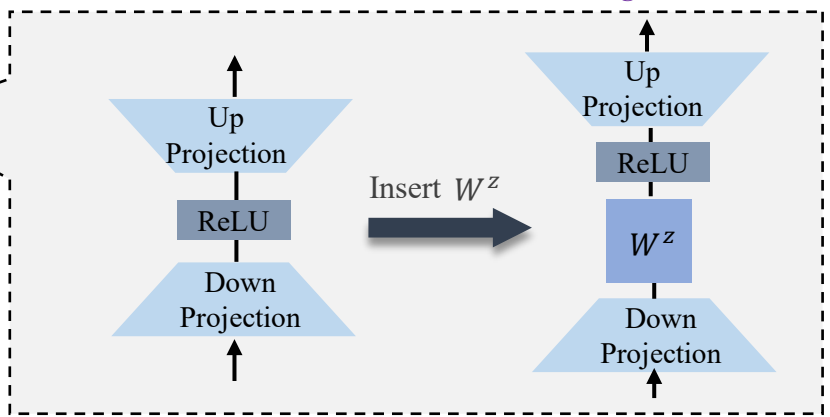 Up
Projection
ReLU
Down
Projection
Insert W^z
Up
Projection
ReLU
W^z
Down
Projection